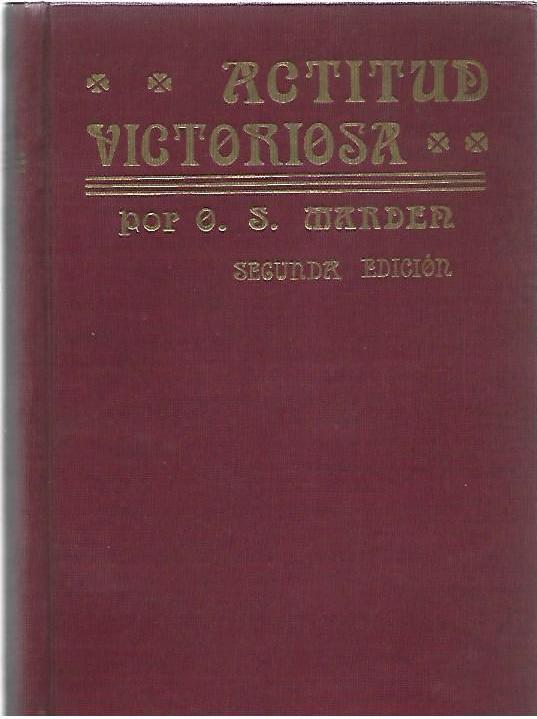 ACTITUD
VICTORIOSA
por O. S. MARDEN
SEGUNDA EDICIÓN